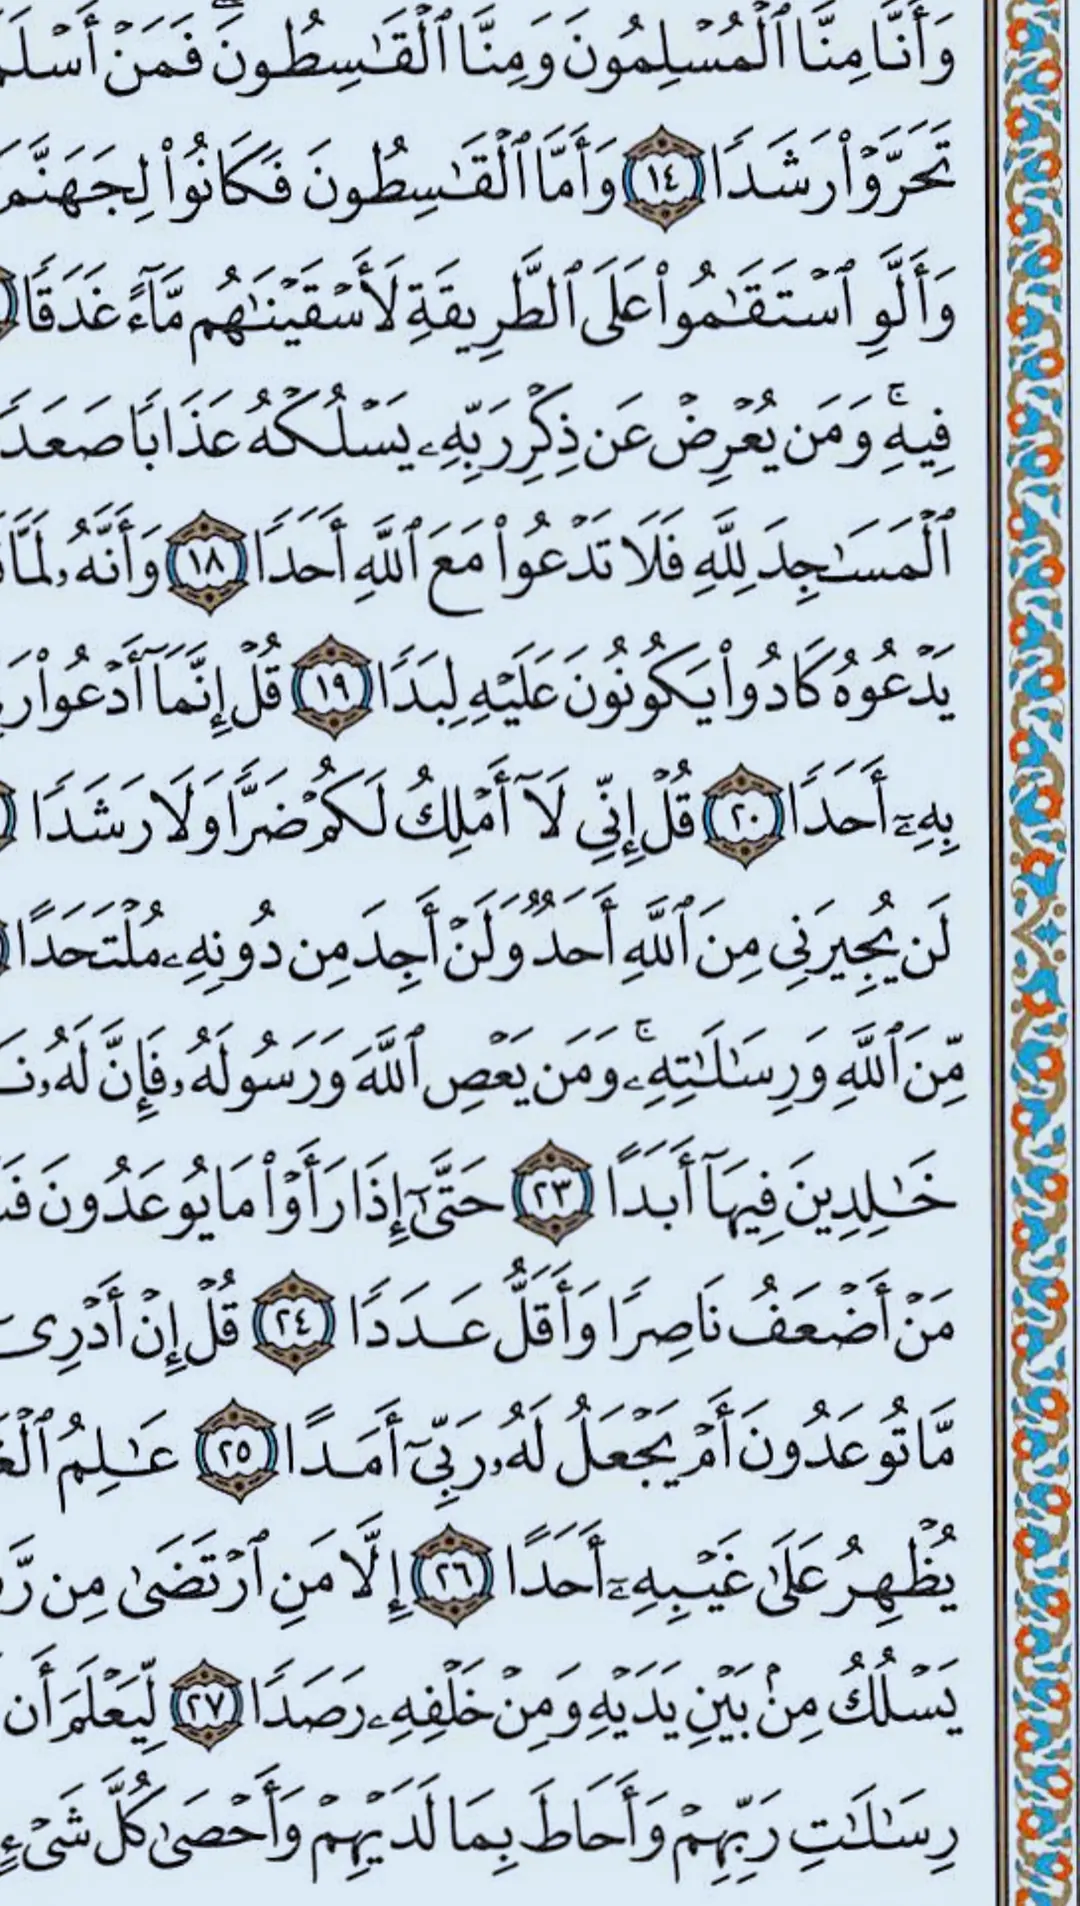 وَأَنَّا مِنَّا ٱلْمُسْلِمُونَ وَمِنَّا ٱلْقَـٰسِطُونَ ۖ فَمَنْ أَسْلَمَ
تَحَرَّوْا۟ رَشَدًا ١٤ وَأَمَّا ٱلْقَـٰسِطُونَ فَكَانُوا۟ لِجَهَنَّمَ
وَأَلَّوِ ٱسْتَقَـٰمُوا۟ عَلَى ٱلطَّرِيقَةِ لَأَسْقَيْنَـٰهُم مَّآءً غَدَقًا
فِيهِ ۚ وَمَن يُعْرِضْ عَن ذِكْرِ رَبِّهِۦ يَسْلُكْهُ عَذَابًا صَعَدًا
ٱلْمَسَـٰجِدَ لِلَّهِ فَلَا تَدْعُوا۟ مَعَ ٱللَّهِ أَحَدًا ١٨ وَأَنَّهُۥ لَمَّا
يَدْعُوهُ كَادُوا۟ يَكُونُونَ عَلَيْهِ لِبَدًا ١٩ قُلْ إِنَّمَآ أَدْعُوا۟
بِهِۦٓ أَحَدًا ٢٠ قُلْ إِنِّى لَآ أَمْلِكُ لَكُمْ ضَرًّا وَلَا رَشَدًا
لَن يُجِيرَنِى مِنَ ٱللَّهِ أَحَدٌ وَلَنْ أَجِدَ مِن دُونِهِۦ مُلْتَحَدًا
مِّنَ ٱللَّهِ وَرِسَـٰلَـٰتِهِۦ ۚ وَمَن يَعْصِ ٱللَّهَ وَرَسُولَهُۥ فَإِنَّ لَهُۥ
خَـٰلِدِينَ فِيهَآ أَبَدًا ٢٣ حَتَّىٰٓ إِذَا رَأَوْا۟ مَا يُوعَدُونَ
مَنْ أَضْعَفُ نَاصِرًا وَأَقَلُّ عَدَدًا ٢٤ قُلْ إِنْ أَدْرِىٓ
مَّا تُوعَدُونَ أَمْ يَجْعَلُ لَهُۥ رَبِّىٓ أَمَدًا ٢٥ عَـٰلِمُ
يُظْهِرُ عَلَىٰ غَيْبِهِۦٓ أَحَدًا ٢٦ إِلَّا مَنِ ٱرْتَضَىٰ مِن
يَسْلُكُ مِنۢ بَيْنِ يَدَيْهِ وَمِنْ خَلْفِهِۦ رَصَدًا ٢٧ لِّيَعْلَمَ أَن
رِسَـٰلَـٰتِ رَبِّهِمْ وَأَحَاطَ بِمَا لَدَيْهِمْ وَأَحْصَىٰ كُلَّ شَىْءٍ